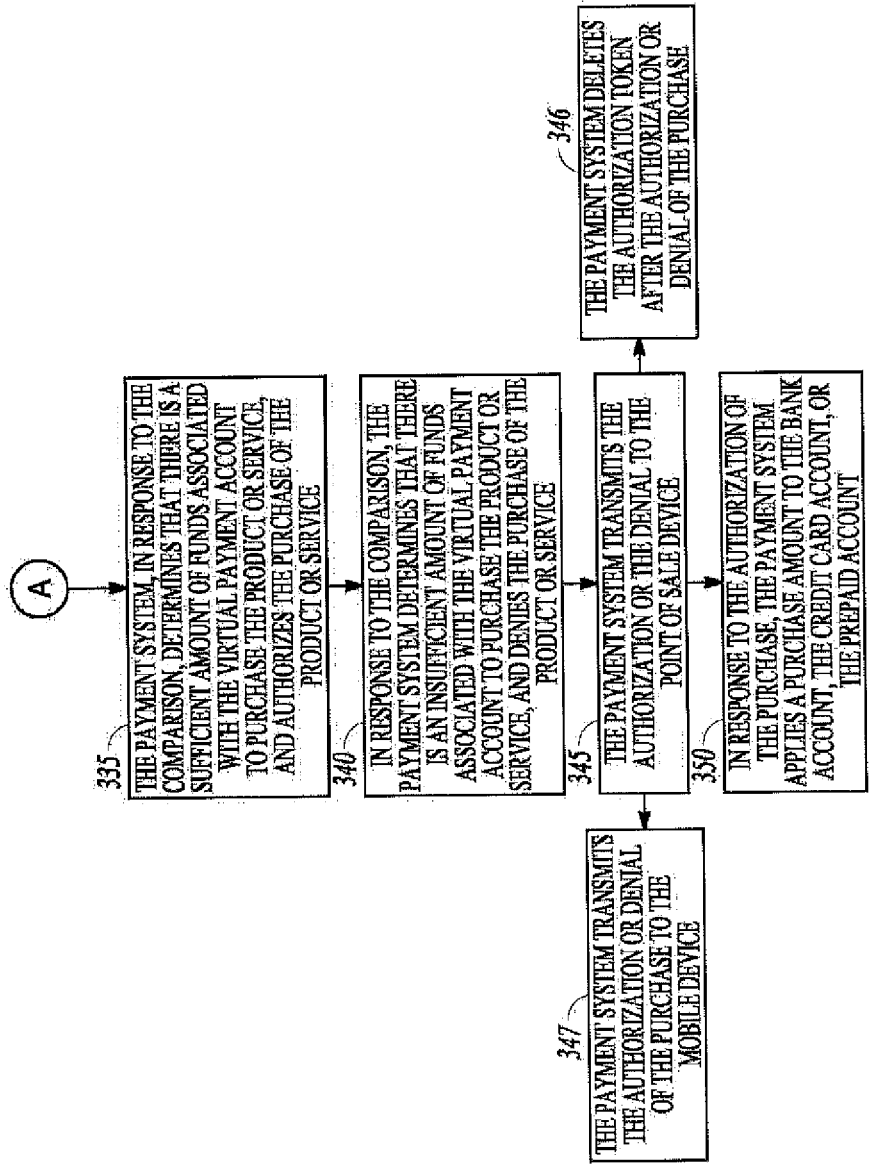 A
335
THE PAYMENT SYSTEM, IN RESPONSE TO THE
COMPARISON, DETERMINES THAT THERE IS A
SUFFICIENT AMOUNT OF FUNDS ASSOCIATED
WITH THE VIRTUAL PAYMENT ACCOUNT
TO PURCHASE THE PRODUCT OR SERVICE,
AND AUTHORIZES THE PURCHASE OF THE
PRODUCT OR SERVICE
340
IN RESPONSE TO THE COMPARISON, THE
PAYMENT SYSTEM DETERMINES THAT THERE
IS AN INSUFFICIENT AMOUNT OF FUNDS
ASSOCIATED WITH THE VIRTUAL PAYMENT
ACCOUNT TO PURCHASE THE PRODUCT OR
SERVICE, AND DENIES THE PURCHASE OF THE
PRODUCT OR SERVICE
345
THE PAYMENT SYSTEM TRANSMITS THE
AUTHORIZATION OR THE DENIAL TO THE
POINT OF SALE DEVICE
346
THE PAYMENT SYSTEM DELETES
THE AUTHORIZATION TOKEN
AFTER THE AUTHORIZATION OR
DENIAL OF THE PURCHASE
347
THE PAYMENT SYSTEM TRANSMITS
THE AUTHORIZATION OR DENIAL
OF THE PURCHASE TO THE
MOBILE DEVICE
350
IN RESPONSE TO THE AUTHORIZATION OF
THE PURCHASE, THE PAYMENT SYSTEM
APPLIES A PURCHASE AMOUNT TO THE BANK
ACCOUNT, THE CREDIT CARD ACCOUNT, OR
THE PREPAID ACCOUNT